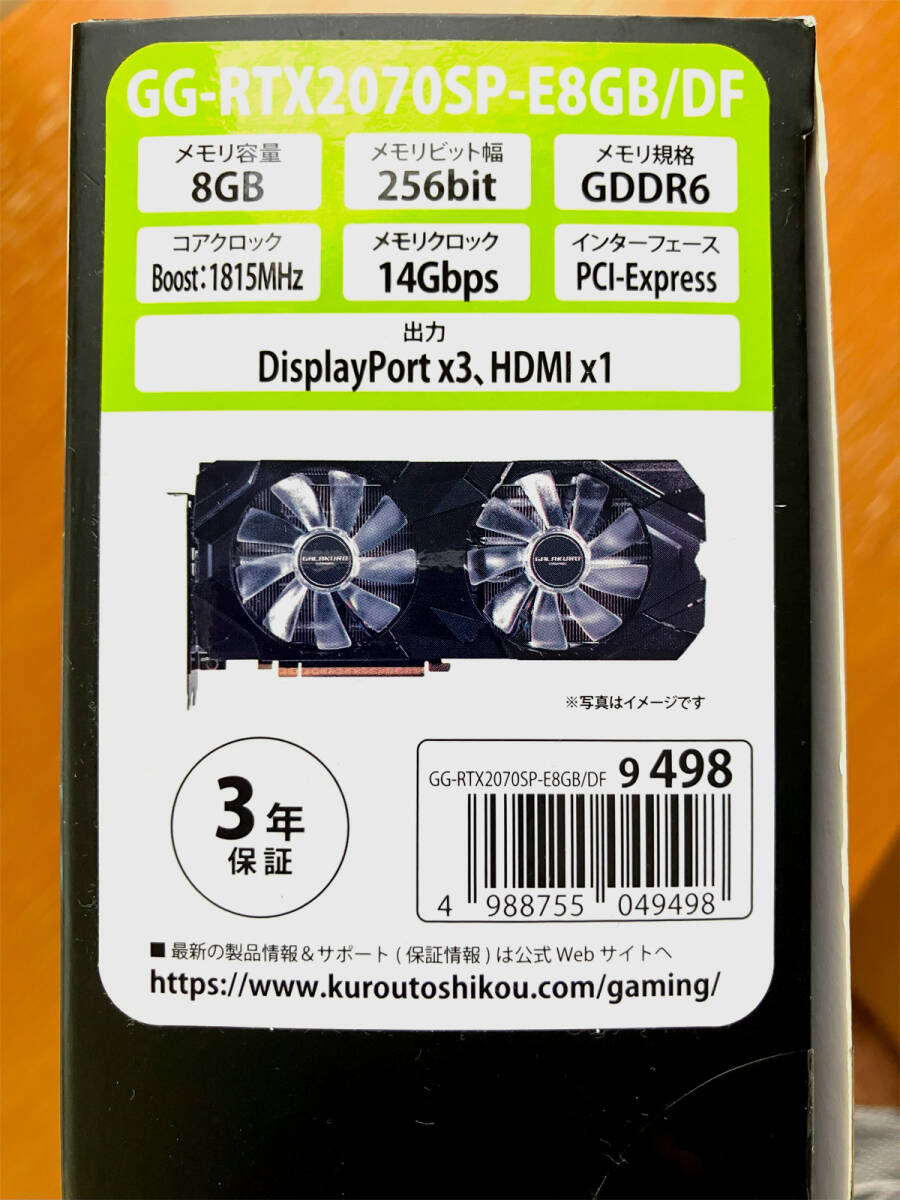 GG-RTX2070SP-E8GB/DF
メモリ容量
8GB
メモリビット幅
256bit
メモリ規格
GDDR6
コアクロック
Boost:1815MHz
メモリクロック
14Gbps
インターフェース
PCI-Express
出力
DisplayPort x3、HDMI x1
GALAKURO
GALAKURO
※写真はイメージです
3年
保証
GG-RTX2070SP-E8GB/DF 9 498
4 988755 049498
■ 最新の製品情報&サポート(保証情報)は公式 Web サイトへ
https://www.kuroutoshikou.com/gaming/